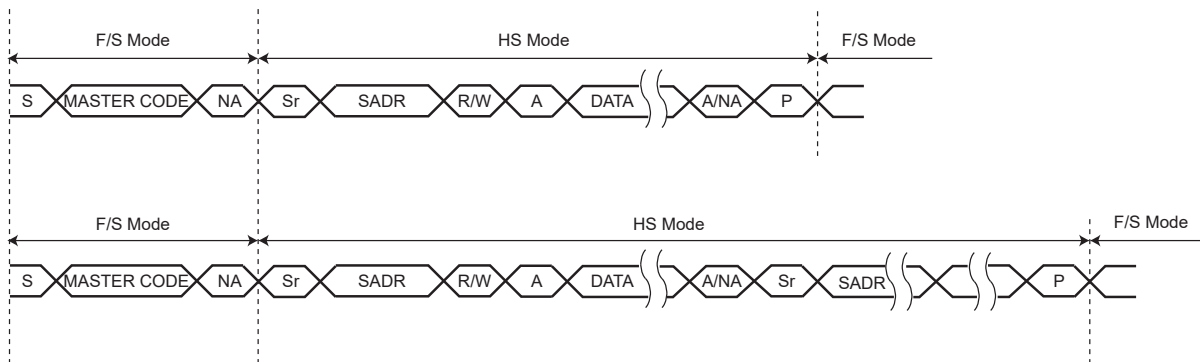 F/S Mode HS Mode F/S Mode
S MASTER CODE NA Sr SADR R/W A DATA A/NA P
F/S Mode HS Mode F/S Mode
S MASTER CODE NA Sr SADR R/W A DATA A/NA Sr SADR P